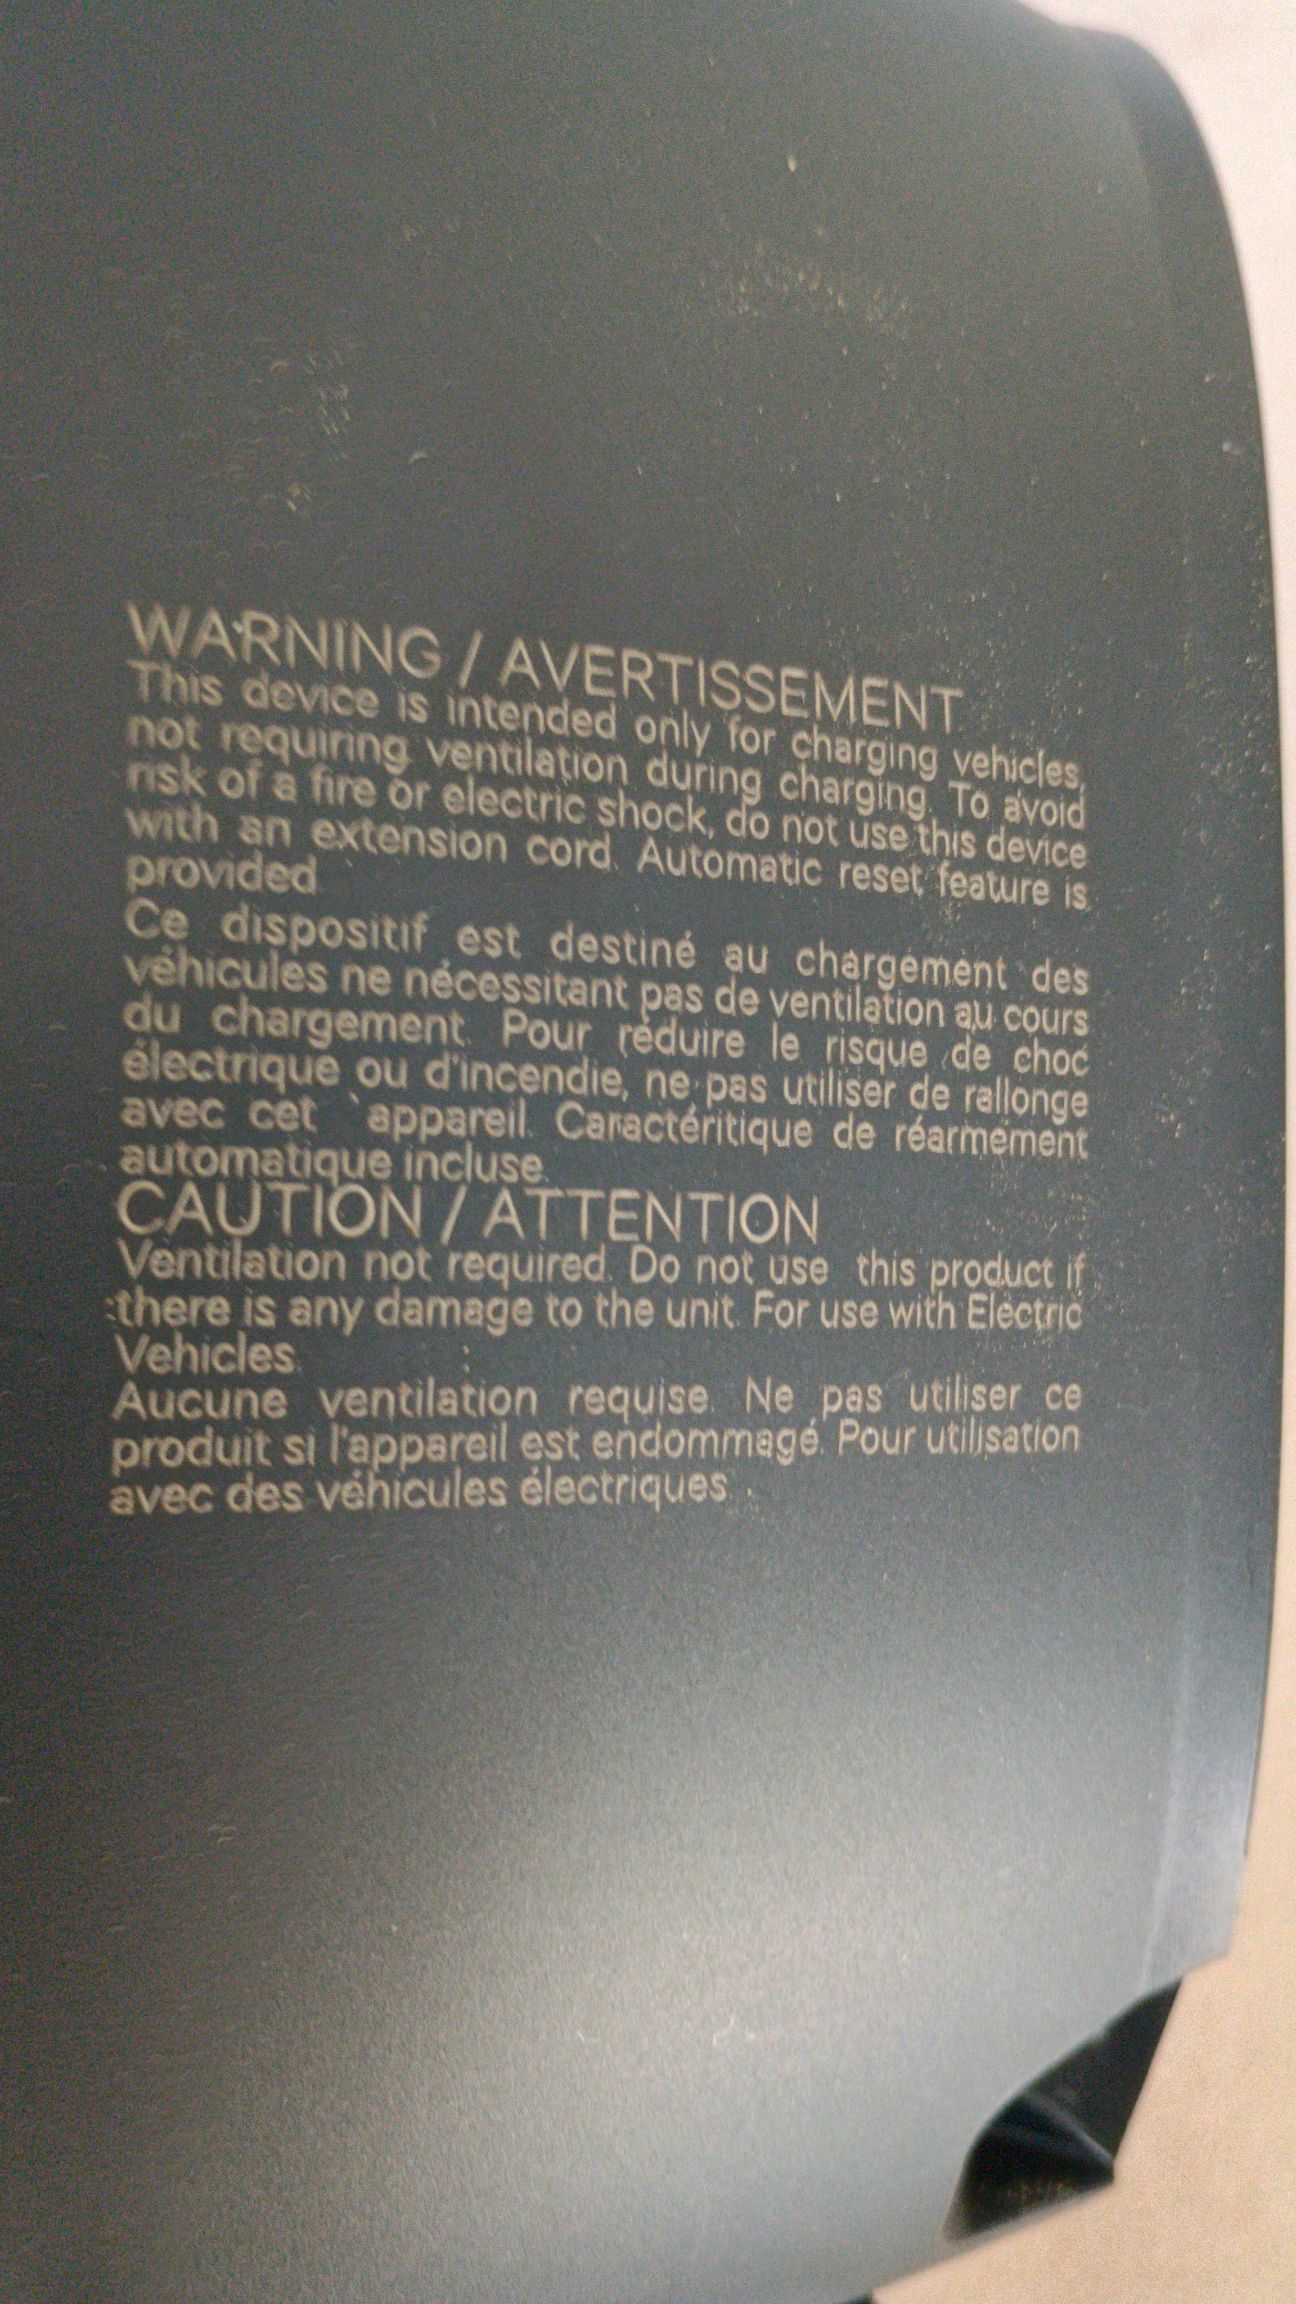 WARNING / AVERTISSEMENT
This device is intended only for charging vehicles,
not requiring ventilation during charging. To avoid
risk of a fire or electric shock, do not use this device
with an extension cord. Automatic reset feature is
provided.
Ce dispositif est destiné au chargement des
véhicules ne nécessitant pas de ventilation au cours
du chargement. Pour réduire le risque de choc
électrique ou d'incendie, ne pas utiliser de rallonge
avec cet appareil. Caractéritique de réarmement
automatique incluse.
CAUTION / ATTENTION
Ventilation not required. Do not use this product if
there is any damage to the unit. For use with Electric
Vehicles.
Aucune ventilation requise. Ne pas utiliser ce
produit si l'appareil est endommagé. Pour utilisation
avec des véhicules électriques.